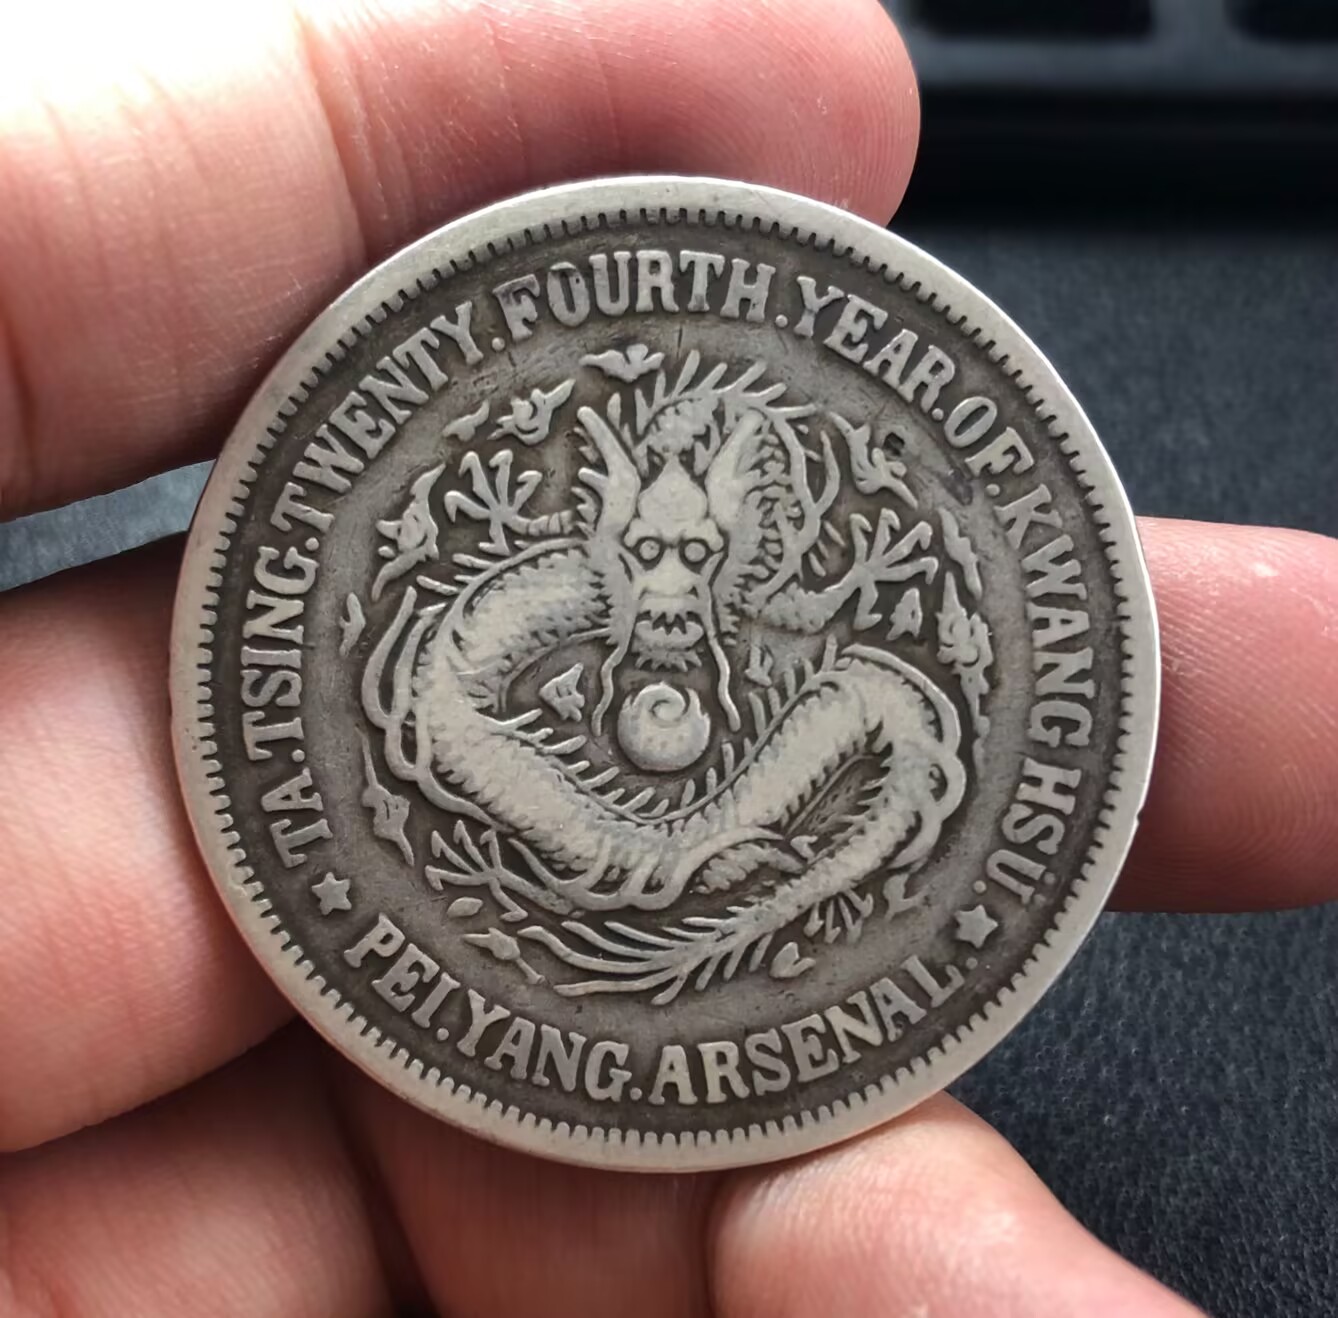 TA.TSING.TWENTY.FOURTH.YEAR.OF.KWANG HSÜ.
PEI.YANG.ARSENAL.